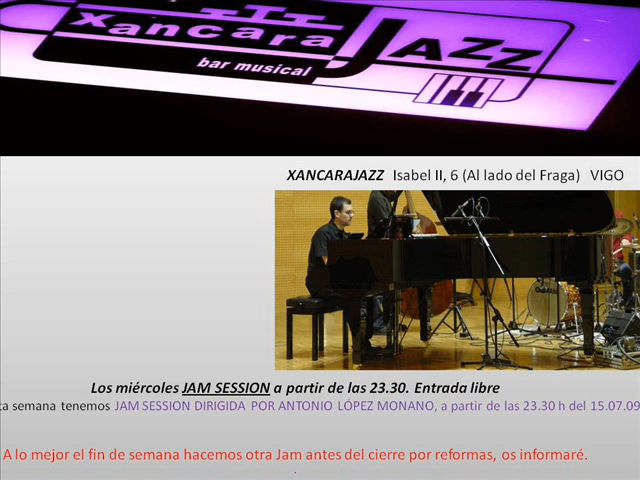 Xancara JAZZ
bar musical
XANCARAJAZZ Isabel II, 6 (Al lado del Fraga) VIGO
Los miércoles JAM SESSION a partir de las 23.30. Entrada libre
semana tenemos JAM SESSION DIRIGIDA POR ANTONIO LÓPEZ MONANO, a partir de las 23.30 h del 15.07.09
A lo mejor el fin de semana hacemos otra Jam antes del cierre por reformas, os informaré.
.